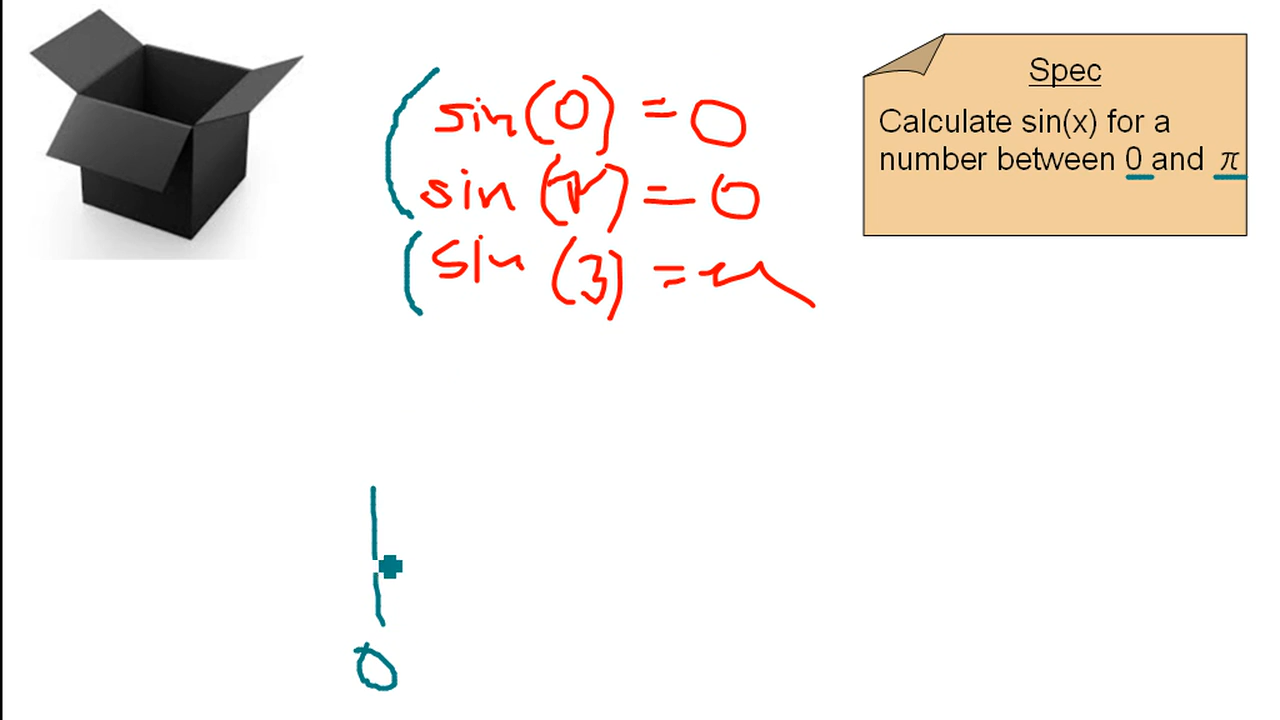 sin(0) = 0
sin(π) = 0
sin(3) =
Spec
Calculate sin(x) for a
number between 0 and π
0